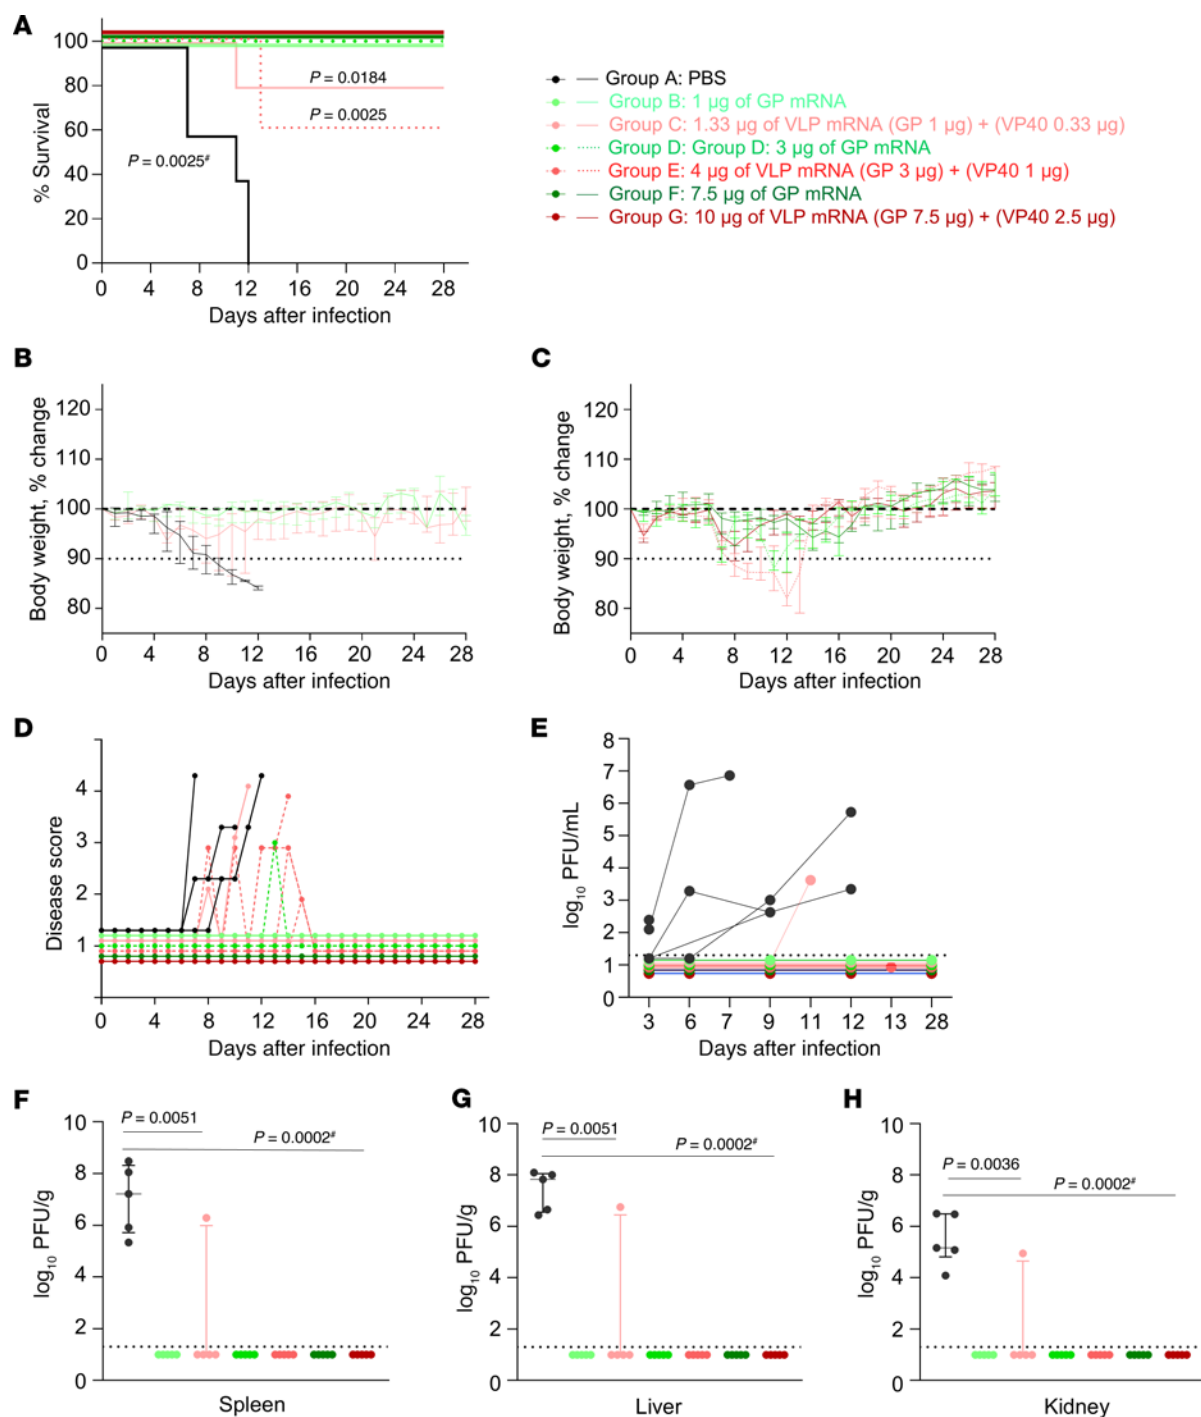 A
% Survival
100
80
60
40
20
0
P = 0.0184
P = 0.0025
P = 0.0025#
0 4 8 12 16 20 24 28
Days after infection
Group A: PBS
Group B: 1 µg of GP mRNA
Group C: 1.33 µg of VLP mRNA (GP 1 µg) + (VP40 0.33 µg)
Group D: Group D: 3 µg of GP mRNA
Group E: 4 µg of VLP mRNA (GP 3 µg) + (VP40 1 µg)
Group F: 7.5 µg of GP mRNA
Group G: 10 µg of VLP mRNA (GP 7.5 µg) + (VP40 2.5 µg)
B
Body weight, % change
120
110
100
90
80
0 4 8 12 16 20 24 28
Days after infection
C
Body weight, % change
120
110
100
90
80
0 4 8 12 16 20 24 28
Days after infection
D
Disease score
4
3
2
1
0 4 8 12 16 20 24 28
Days after infection
E
log10 PFU/mL
8
7
6
5
4
3
2
1
0
3 6 7 9 11 12 13 28
Days after infection
F
log10 PFU/g
10
8
6
4
2
0
P = 0.0051
P = 0.0002#
Spleen
G
log10 PFU/g
10
8
6
4
2
0
P = 0.0051
P = 0.0002#
Liver
H
log10 PFU/g
10
8
6
4
2
0
P = 0.0036
P = 0.0002#
Kidney